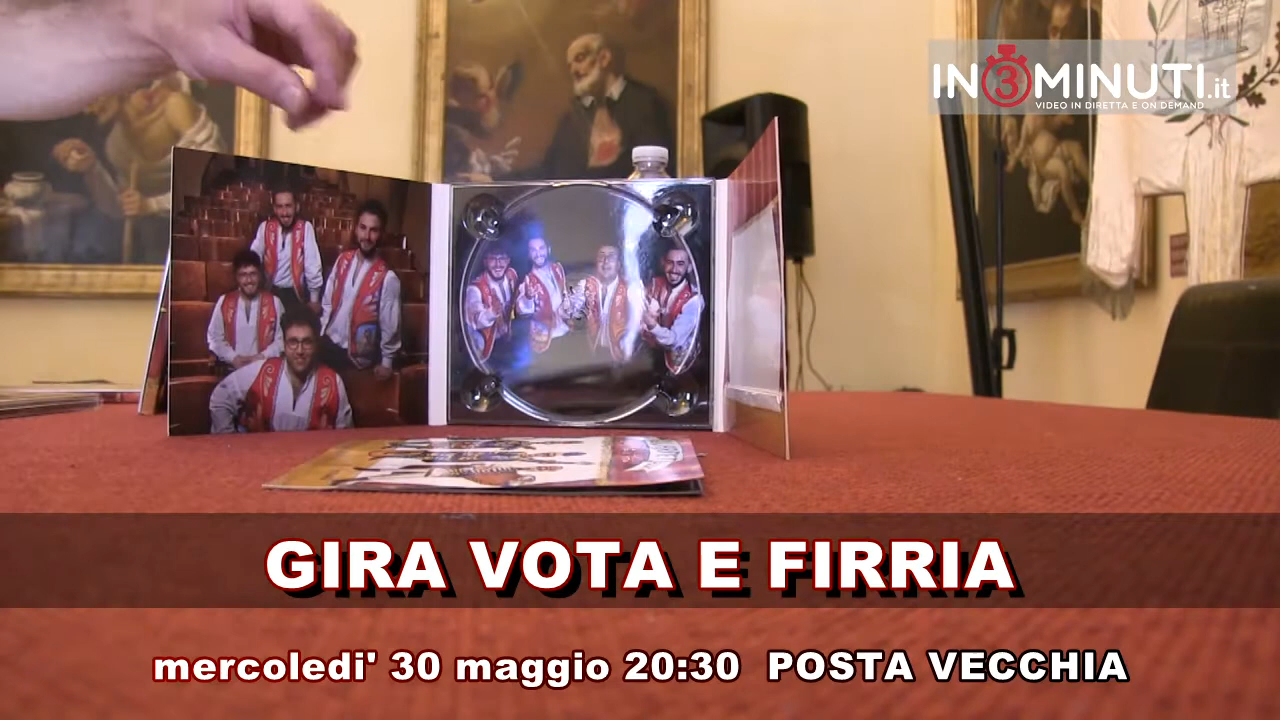 IN3MINUTI.it
VIDEO IN DIRETTA E ON DEMAND
GIRA VOTA E FIRRIA
mercoledi' 30 maggio 20:30 POSTA VECCHIA